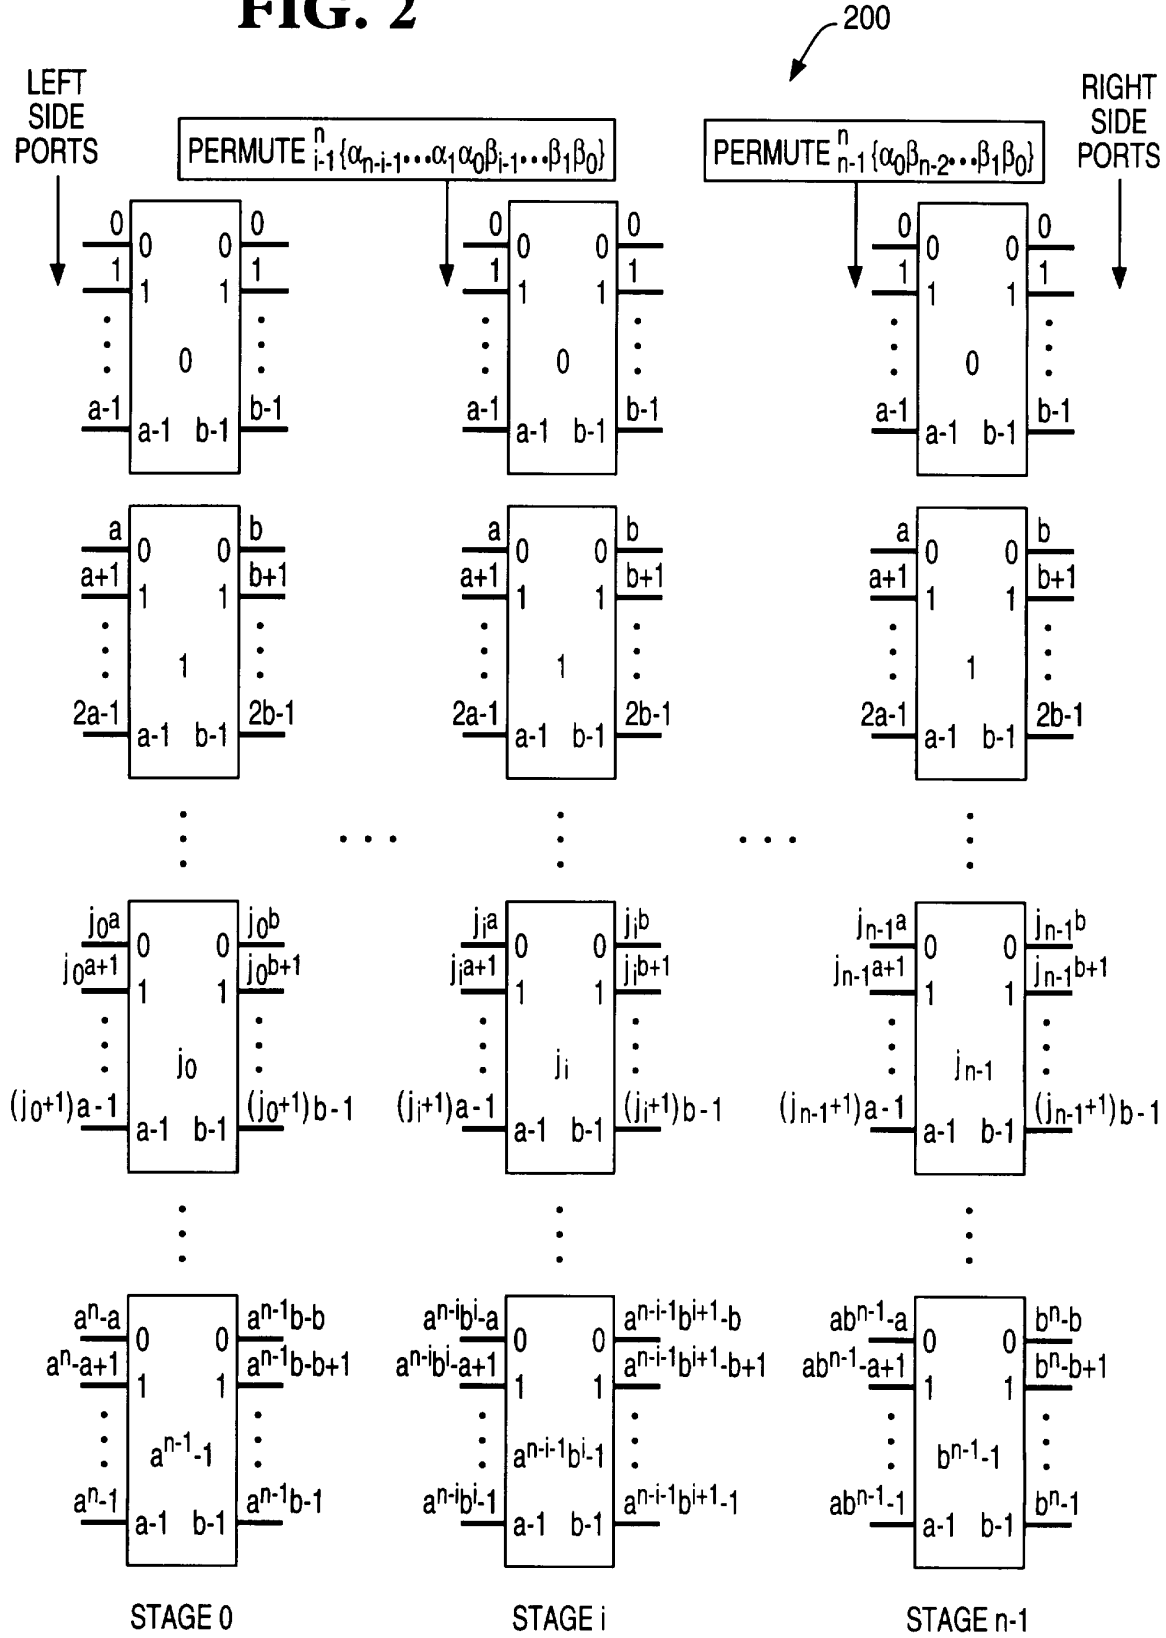 FIG. 2
200
LEFT
SIDE
PORTS
PERMUTE n i-1 {αn-i-1•••α1α0βi-1•••β1β0}
PERMUTE n n-1 {α0βn-2•••β1β0}
RIGHT
SIDE
PORTS
0 0 0 0 0 0 0 0 0 0 0 0
1 1 1 1 1 1 1 1 1 1 1 1
0 0 0
a-1 b-1 a-1 b-1 a-1 b-1
a-1 b-1 a-1 b-1 a-1 b-1
a b a b a b
0 0 0 0 0 0
a+1 b+1 a+1 b+1 a+1 b+1
1 1 1 1 1 1
1 1 1
2a-1 2b-1 2a-1 2b-1 2a-1 2b-1
a-1 b-1 a-1 b-1 a-1 b-1
j0a j0b jia jib jn-1a jn-1b
0 0 0 0 0 0
j0a+1 j0b+1 jia+1 jib+1 jn-1a+1 jn-1b+1
1 1 1 1 1 1
j0 ji jn-1
(j0+1)a-1 (j0+1)b-1 (ji+1)a-1 (ji+1)b-1 (jn-1+1)a-1 (jn-1+1)b-1
a-1 b-1 a-1 b-1 a-1 b-1
aⁿ-a aⁿ⁻¹b-b aⁿ⁻ⁱbⁱ-a aⁿ⁻ⁱ⁻¹bⁱ⁺¹-b abⁿ⁻¹-a bⁿ-b
0 0 0 0 0 0
aⁿ-a+1 aⁿ⁻¹b-b+1 aⁿ⁻ⁱbⁱ-a+1 aⁿ⁻ⁱ⁻¹bⁱ⁺¹-b+1 abⁿ⁻¹-a+1 bⁿ-b+1
1 1 1 1 1 1
aⁿ⁻¹-1 aⁿ⁻ⁱ⁻¹bⁱ-1 bⁿ⁻¹-1
aⁿ-1 aⁿ⁻¹b-1 aⁿ⁻ⁱbⁱ-1 aⁿ⁻ⁱ⁻¹bⁱ⁺¹-1 abⁿ⁻¹-1 bⁿ-1
a-1 b-1 a-1 b-1 a-1 b-1
STAGE 0 STAGE i STAGE n-1